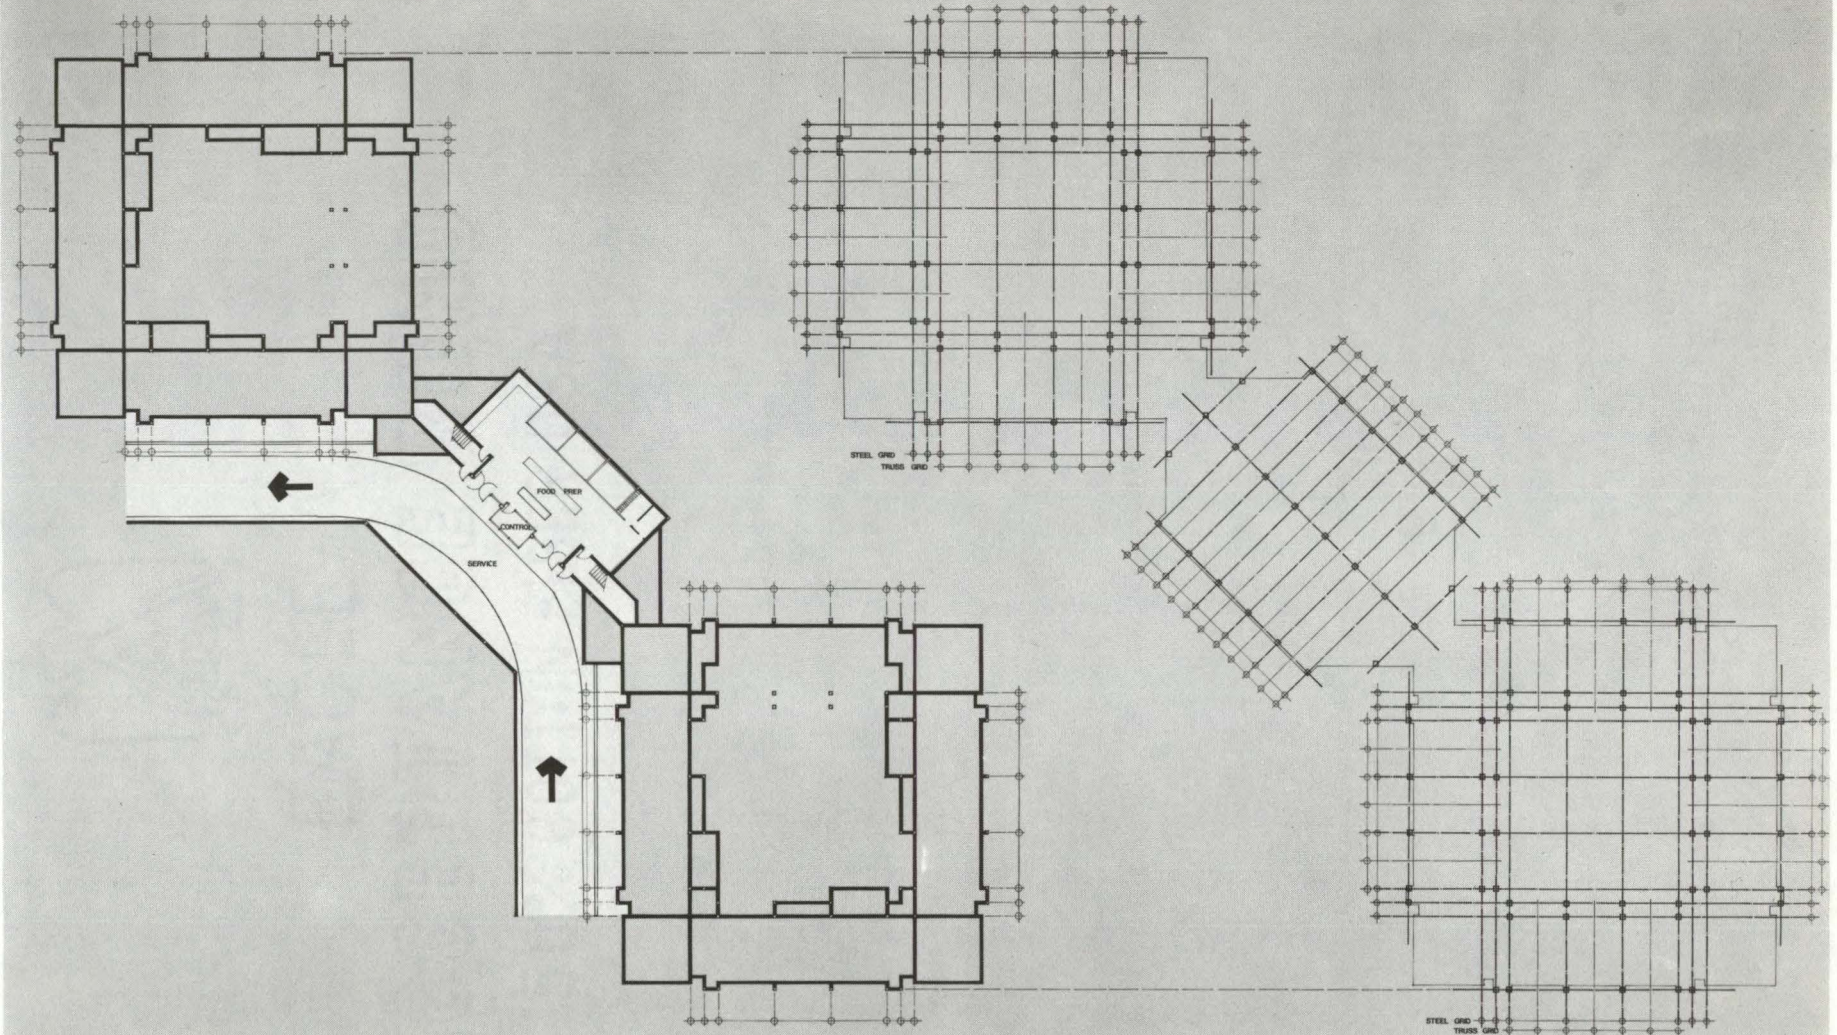 STEEL GRID
TRUSS GRID
FOOD PREP
CONTROL
SERVICE
STEEL GRID
TRUSS GRID